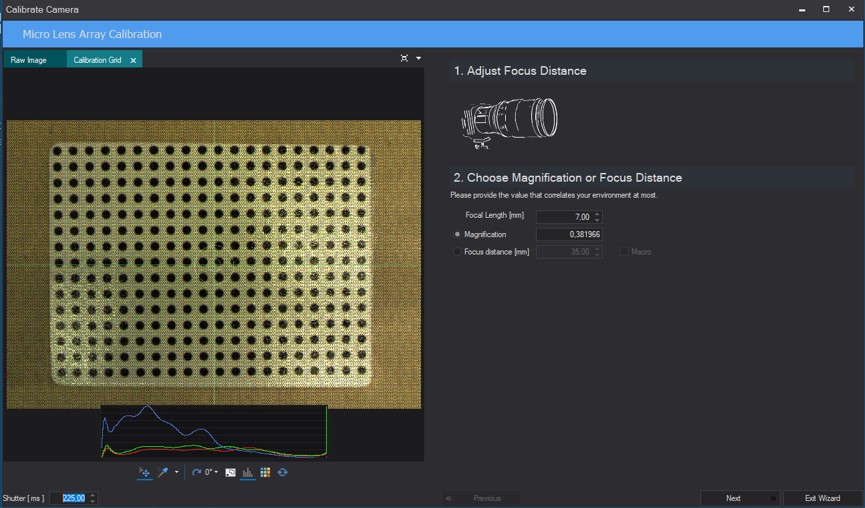 Calibrate Camera
Micro Lens Array Calibration
Raw Image
Calibration Grid
1. Adjust Focus Distance
2. Choose Magnification or Focus Distance
Please provide the value that correlates your environment at most.
Focal Length [mm] 7,00
Magnification 0,381966
Focus distance [mm] 35,00 Macro
0°
Shutter [ ms ] 225,00
Previous
Next
Exit Wizard